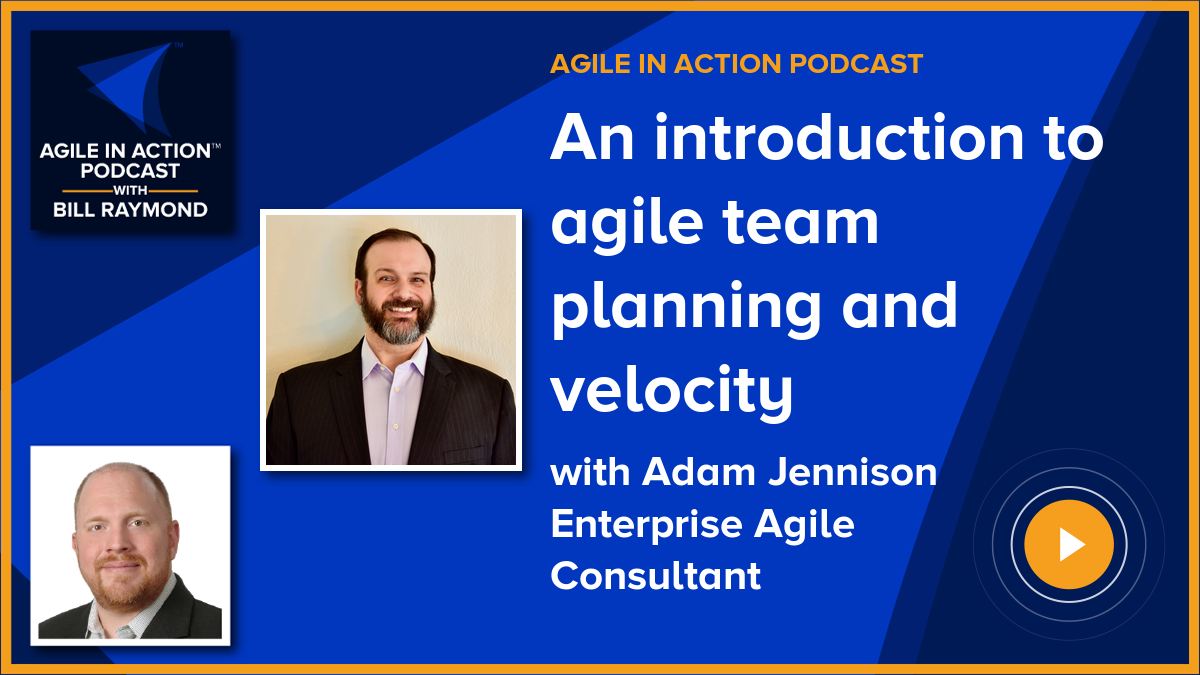 TM
AGILE IN ACTION™
PODCAST
WITH
BILL RAYMOND
AGILE IN ACTION PODCAST
An introduction to
agile team
planning and
velocity
with Adam Jennison
Enterprise Agile
Consultant